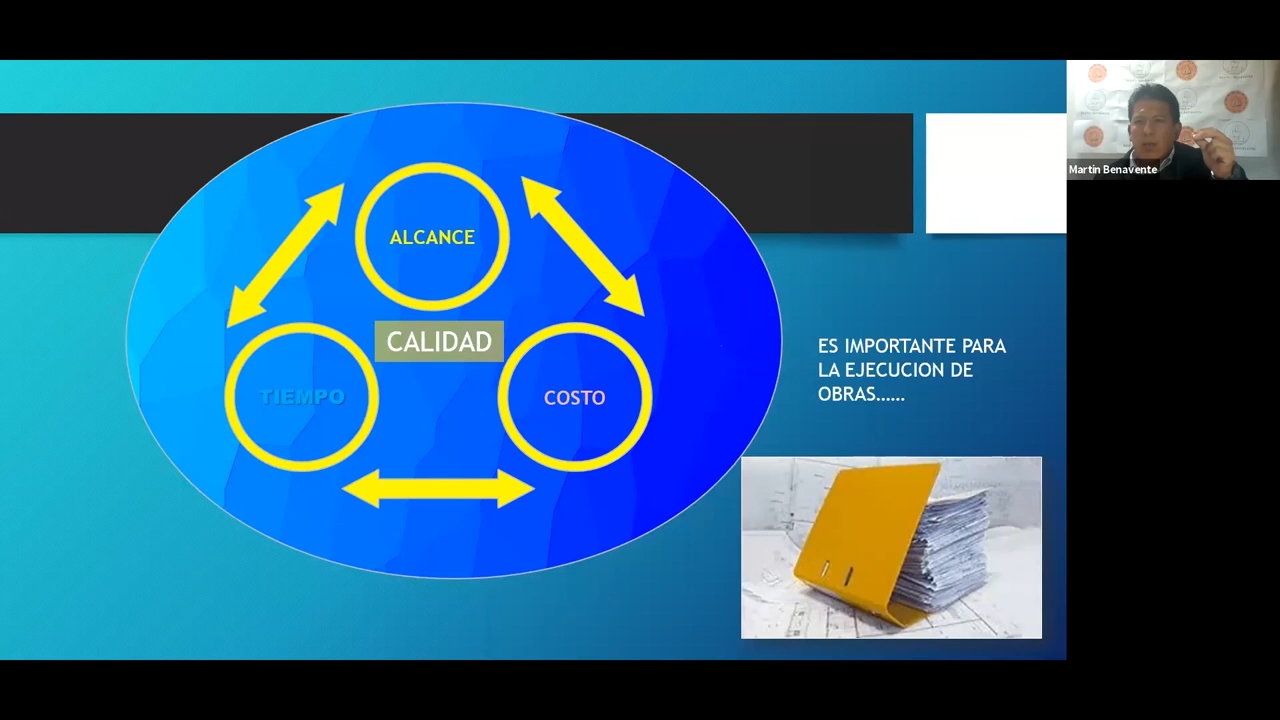 ALCANCE
CALIDAD
TIEMPO
COSTO
ES IMPORTANTE PARA
LA EJECUCION DE
OBRAS......
Martin Benavente